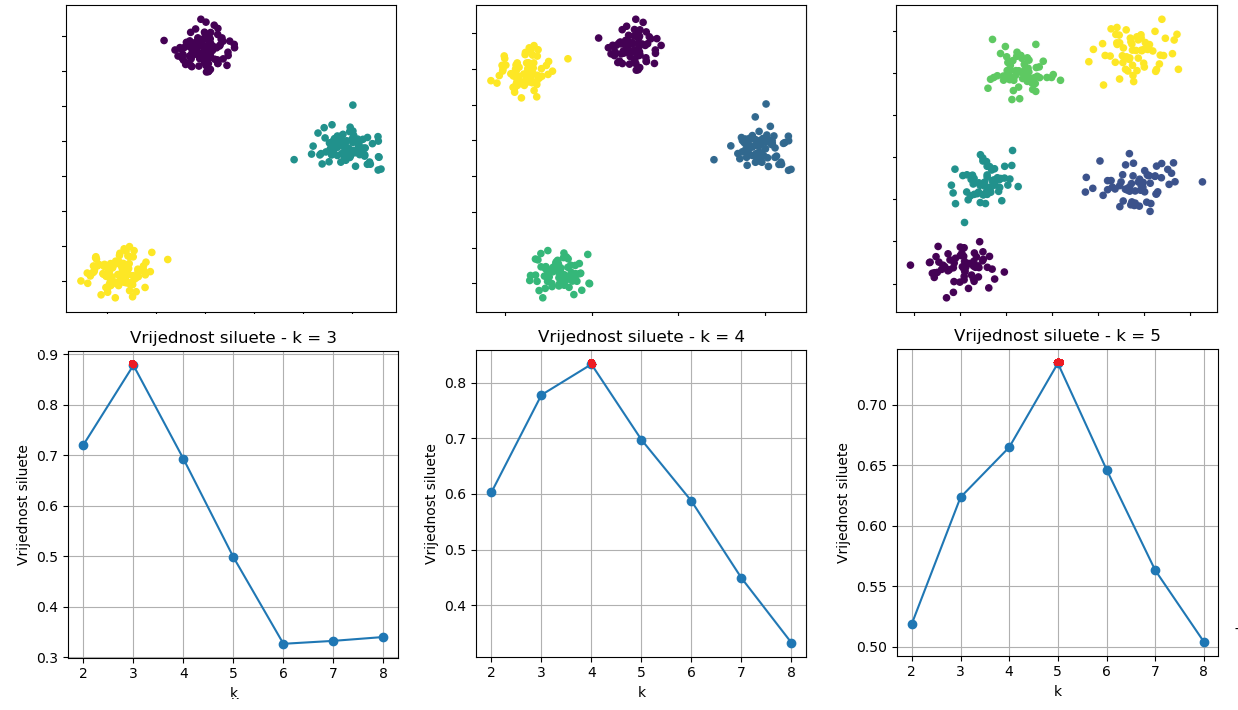 Vrijednost siluete - k = 3
Vrijednost siluete
0.9
0.8
0.7
0.6
0.5
0.4
0.3
2 3 4 5 6 7 8
k
Vrijednost siluete - k = 4
Vrijednost siluete
0.8
0.7
0.6
0.5
0.4
2 3 4 5 6 7 8
k
Vrijednost siluete - k = 5
Vrijednost siluete
0.70
0.65
0.60
0.55
0.50
2 3 4 5 6 7 8
k